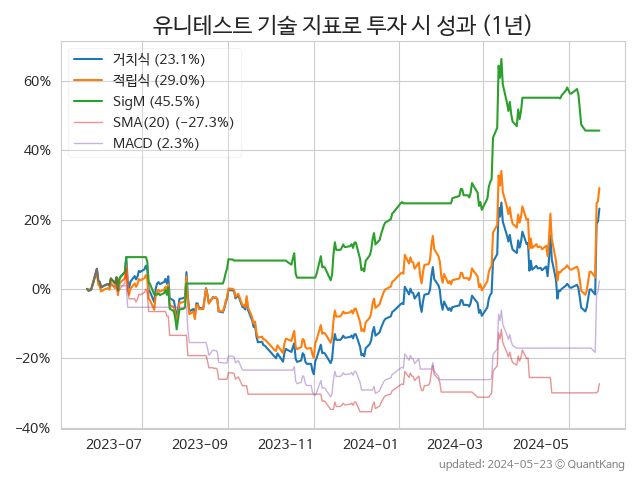 유니테스트 기술 지표로 투자 시 성과 (1년)
거치식 (23.1%)
적립식 (29.0%)
SigM (45.5%)
SMA(20) (−27.3%)
MACD (2.3%)
60%
40%
20%
0%
−20%
−40%
2023-07 2023-09 2023-11 2024-01 2024-03 2024-05
updated: 2024-05-23 ⓒ QuantKang